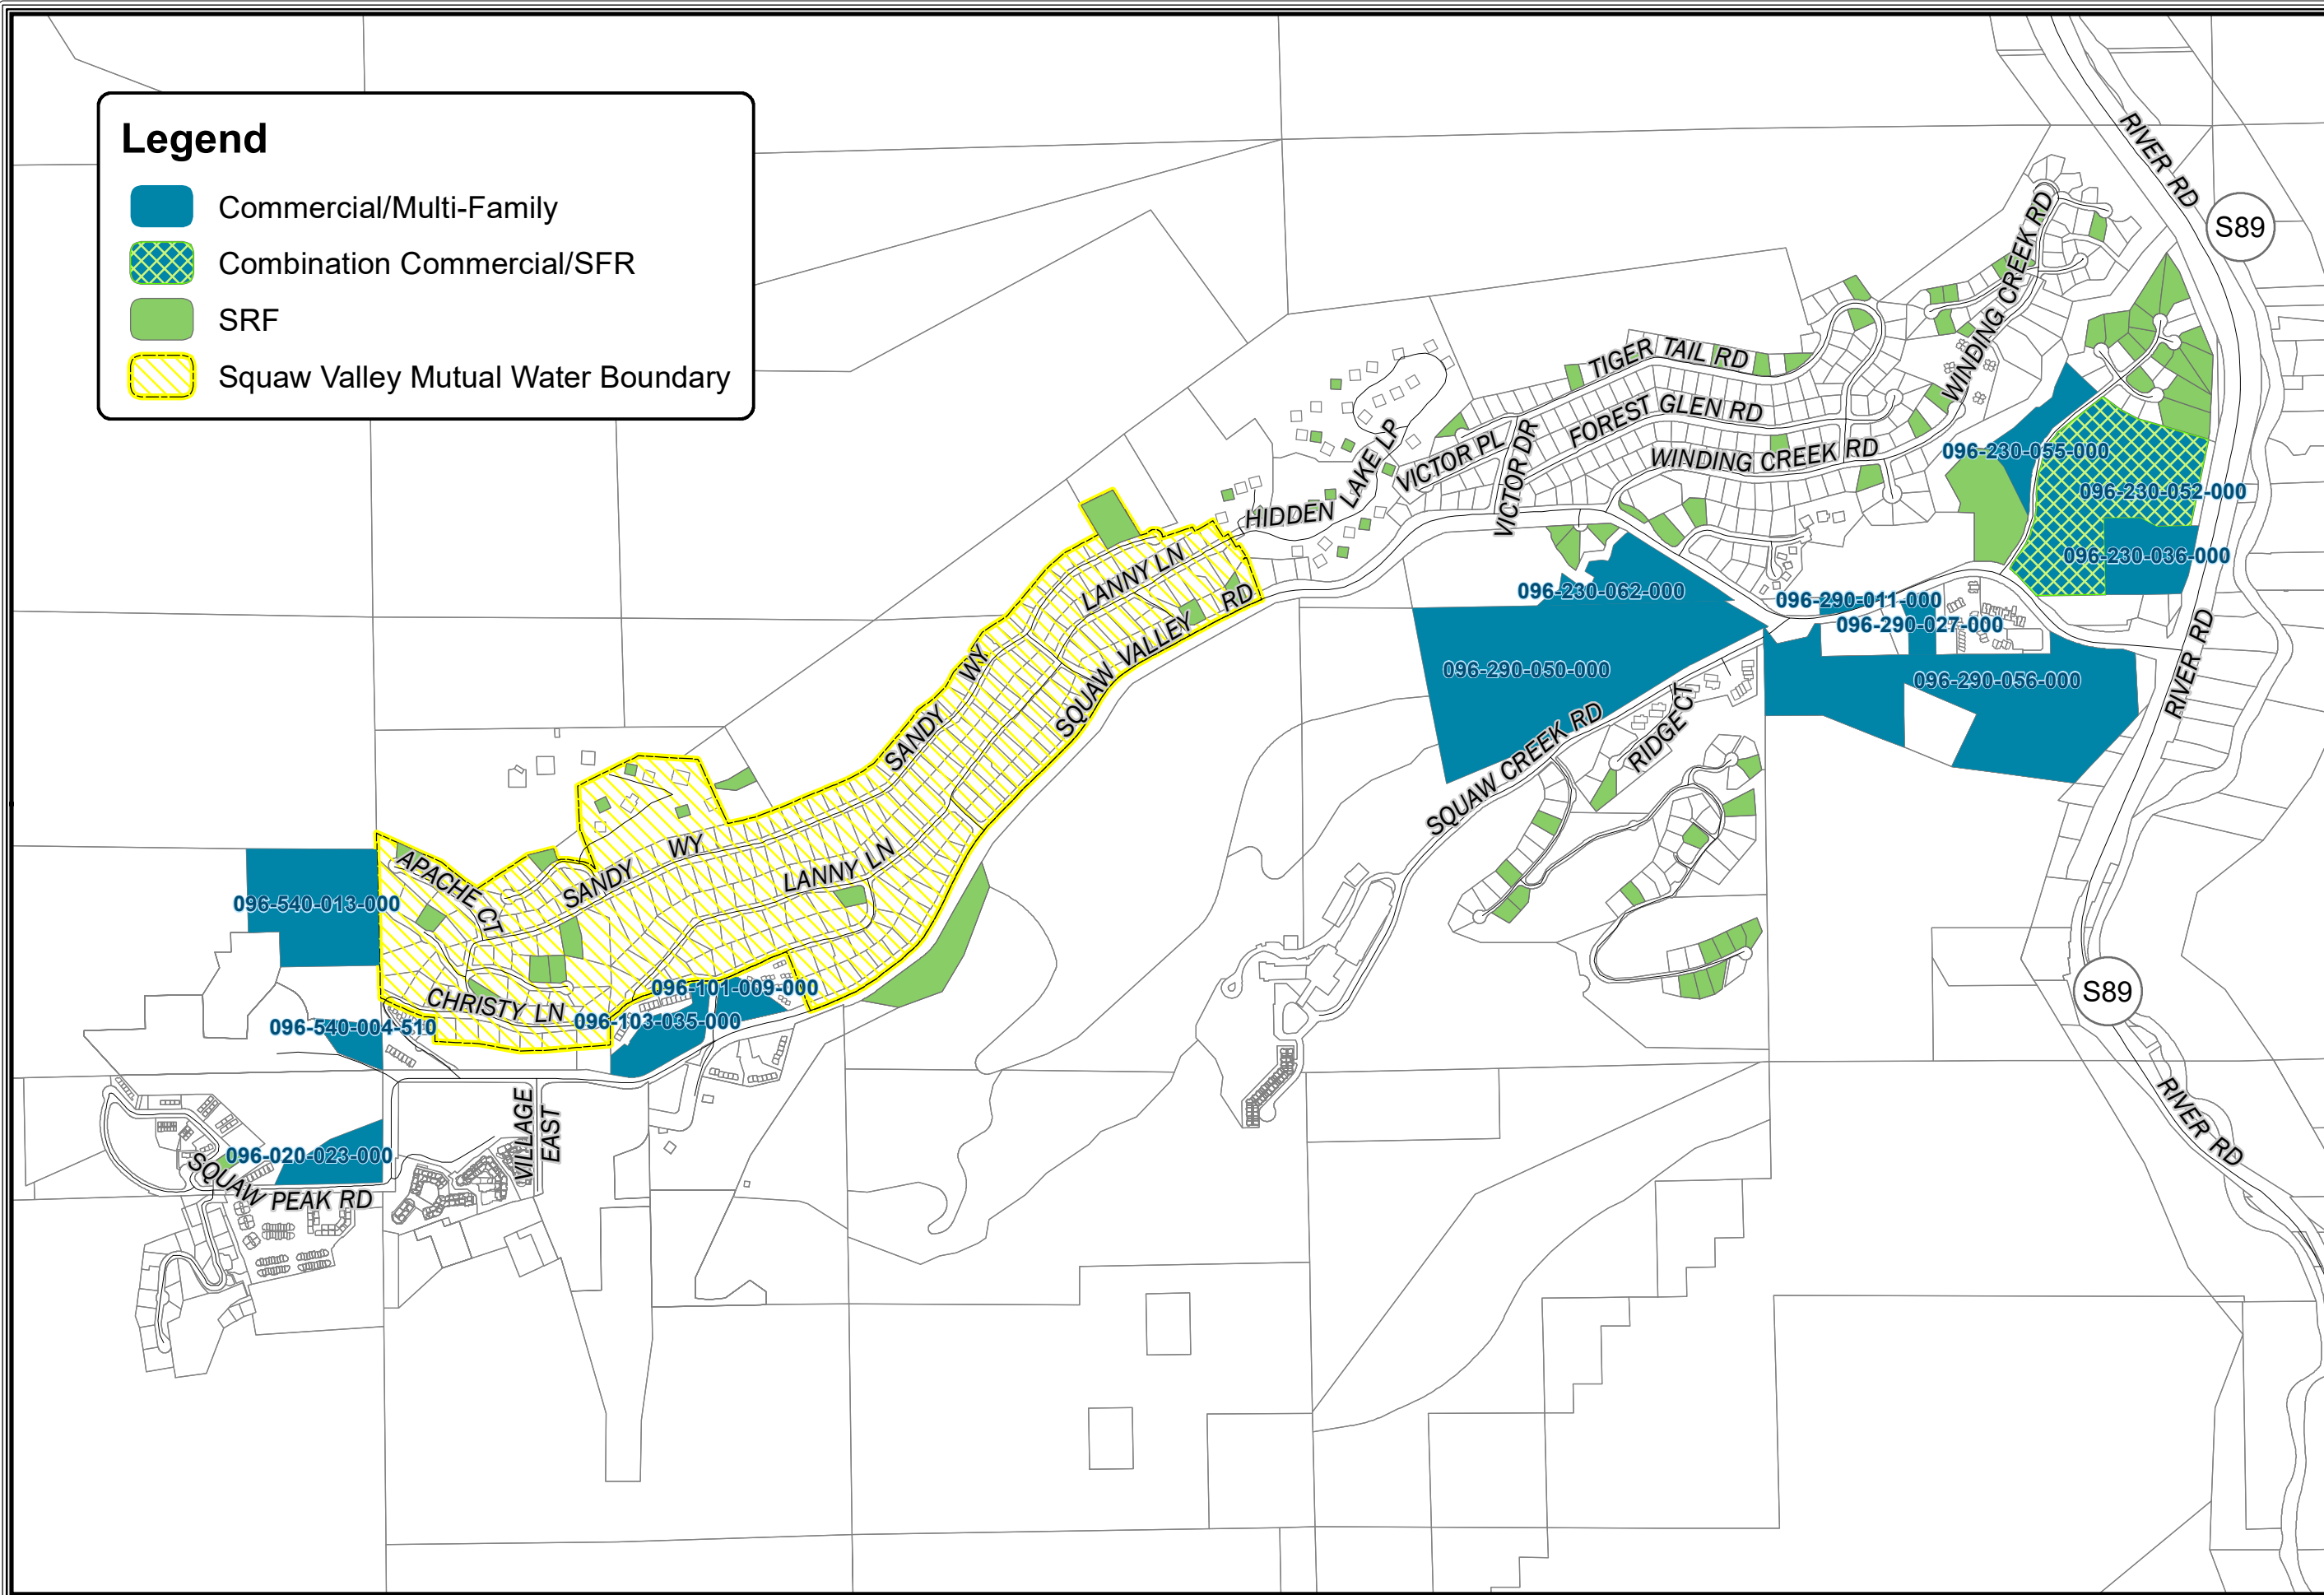 Legend
Commercial/Multi-Family
Combination Commercial/SFR
SRF
Squaw Valley Mutual Water Boundary
RIVER RD
S89
WINDING CREEK RD
TIGER TAIL RD
FOREST GLEN RD
WINDING CREEK RD
WINDING CREEK RD
VICTOR PL
VICTOR DR
HIDDEN LAKE LP
096-230-055-000
096-230-052-000
096-230-036-000
096-230-062-000
096-290-011-000
096-290-027-000
096-290-050-000
096-290-056-000
RIVER RD
LANNY LN
SQUAW VALLEY RD
SANDY WY
SQUAW CREEK RD
RIDGE CT
SANDY WY
LANNY LN
APACHE CT
CHRISTY LN
096-540-013-000
096-540-004-510
096-101-009-000
096-103-035-000
S89
RIVER RD
VILLAGE
EAST
096-020-023-000
SQUAW PEAK RD